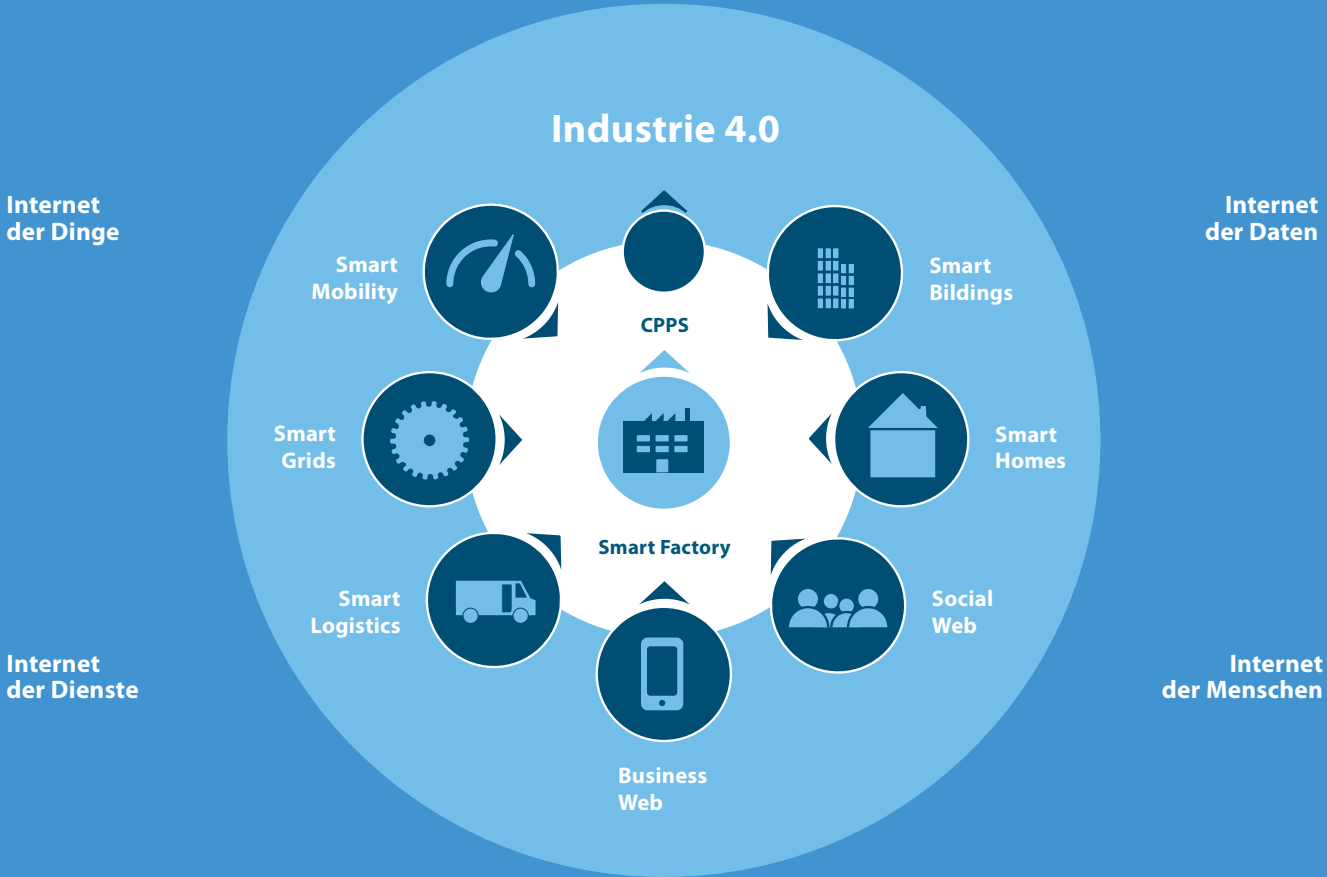 Industrie 4.0
Internet
der Dinge
Internet
der Daten
Smart
Mobility
Smart
Bildings
CPPS
Smart
Grids
Smart
Homes
Smart Factory
Smart
Logistics
Social
Web
Internet
der Dienste
Internet
der Menschen
Business
Web